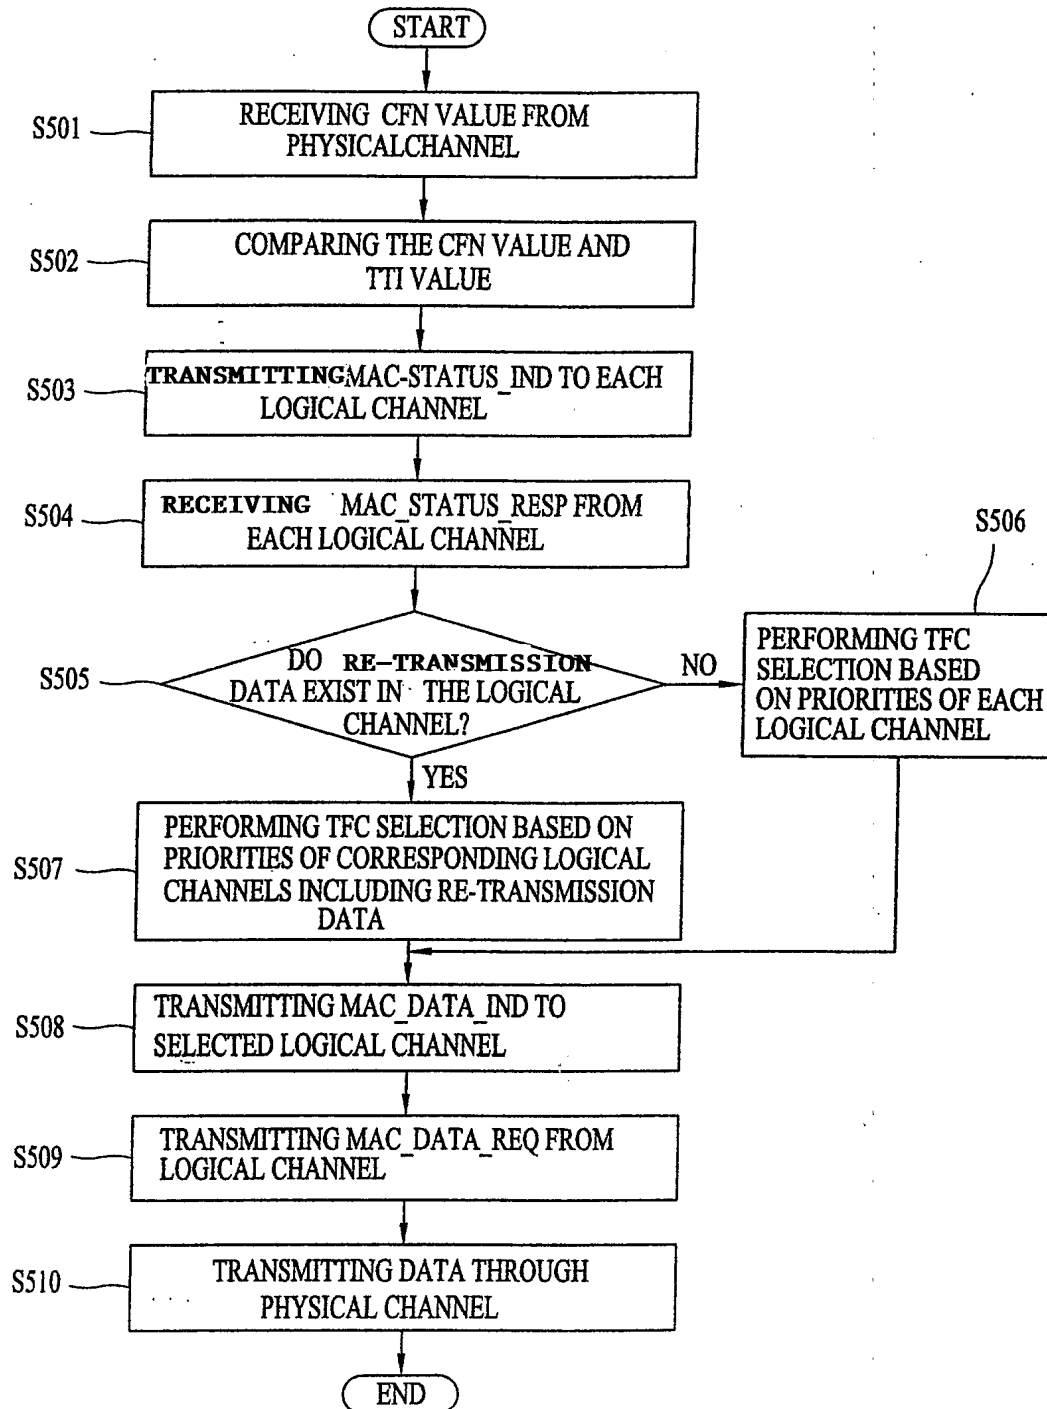 START
S501
RECEIVING CFN VALUE FROM
PHYSICALCHANNEL
S502
COMPARING THE CFN VALUE AND
TTI VALUE
S503
TRANSMITTING MAC-STATUS_IND TO EACH
LOGICAL CHANNEL
S504
RECEIVING MAC_STATUS_RESP FROM
EACH LOGICAL CHANNEL
S505
DO RE-TRANSMISSION
DATA EXIST IN THE LOGICAL
CHANNEL?
NO
S506
PERFORMING TFC
SELECTION BASED
ON PRIORITIES OF EACH
LOGICAL CHANNEL
YES
S507
PERFORMING TFC SELECTION BASED ON
PRIORITIES OF CORRESPONDING LOGICAL
CHANNELS INCLUDING RE-TRANSMISSION
DATA
S508
TRANSMITTING MAC_DATA_IND TO
SELECTED LOGICAL CHANNEL
S509
TRANSMITTING MAC_DATA_REQ FROM
LOGICAL CHANNEL
S510
TRANSMITTING DATA THROUGH
PHYSICAL CHANNEL
END